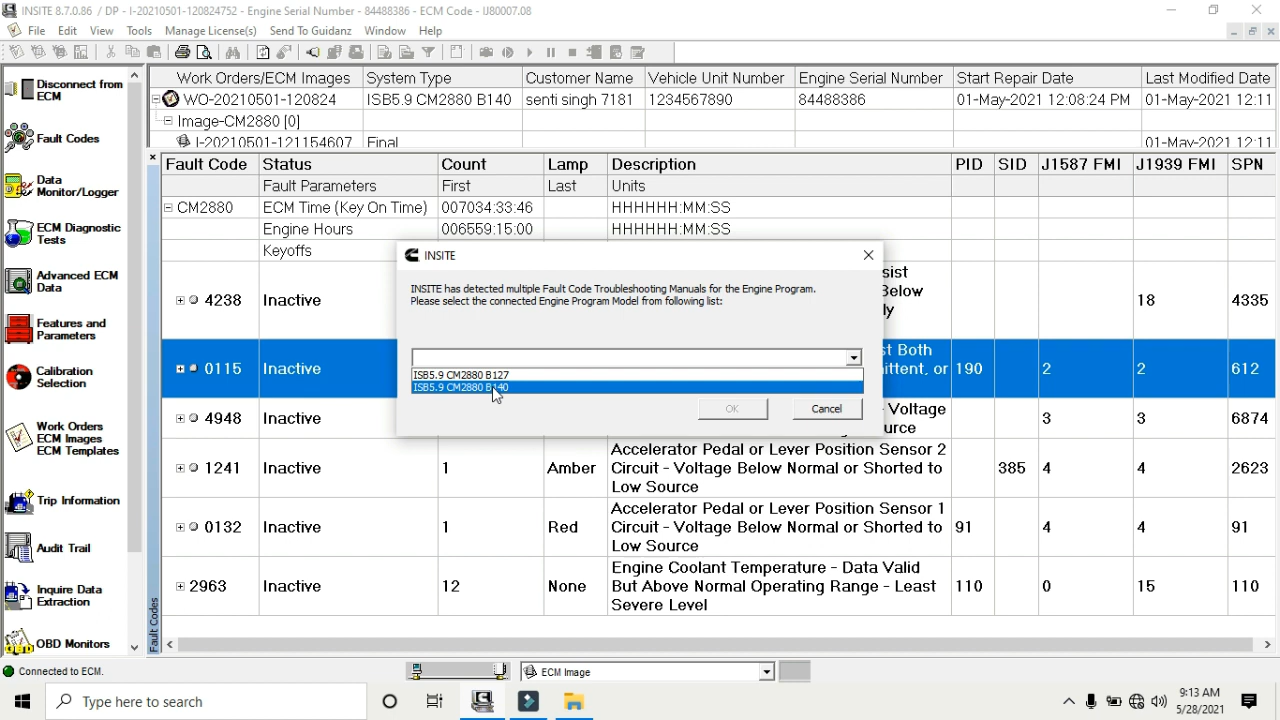 INSITE 8.7.0.86 / DP - I-20210501-120824752 - Engine Serial Number - 84488386 - ECM Code - IJ80007.08
File Edit View Tools Manage License(s) Send To Guidanz Window Help
Disconnect from
ECM
Fault Codes
Data
Monitor/Logger
ECM Diagnostic
Tests
Advanced ECM
Data
Features and
Parameters
Calibration
Selection
Work Orders
ECM Images
ECM Templates
Trip Information
Audit Trail
Inquire Data
Extraction
OBD Monitors
Work Orders/ECM Images System Type Customer Name Vehicle Unit Number Engine Serial Number Start Repair Date Last Modified Date
WO-20210501-120824 ISB5.9 CM2880 B140 senti singh 7181 1234567890 84488386 01-May-2021 12:08:24 PM 01-May-2021 12:11
Image-CM2880 [0]
I-20210501-121154607 Final 01-May-2021 12:11
Fault Code Status Count Lamp Description PID SID J1587 FMI J1939 FMI SPN
Fault Parameters First Last Units
CM2880 ECM Time (Key On Time) 007034:33:46 HHHHHH:MM:SS
Engine Hours 006559:15:00 HHHHHH:MM:SS
Keyoffs
sist
4238 Inactive Below 18 4335
ly
st Both
0115 Inactive ittent, or 190 2 2 612
4948 Inactive - Voltage 3 3 6874
urce
Accelerator Pedal or Lever Position Sensor 2
1241 Inactive 1 Amber Circuit - Voltage Below Normal or Shorted to 385 4 4 2623
Low Source
Accelerator Pedal or Lever Position Sensor 1
0132 Inactive 1 Red Circuit - Voltage Below Normal or Shorted to 91 4 4 91
Low Source
Engine Coolant Temperature - Data Valid
2963 Inactive 12 None But Above Normal Operating Range - Least 110 0 15 110
Severe Level
INSITE
INSITE has detected multiple Fault Code Troubleshooting Manuals for the Engine Program.
Please select the connected Engine Program Model from following list:
ISB5.9 CM2880 B127
ISB5.9 CM2880 B140
OK Cancel
Fault Codes
Connected to ECM. ECM Image
Type here to search
9:13 AM
5/28/2021